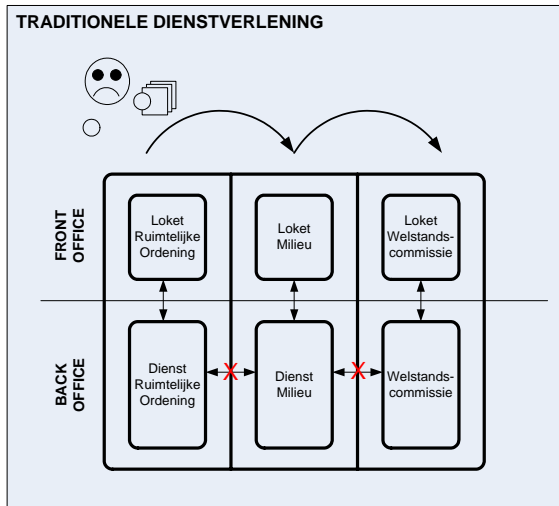 TRADITIONELE DIENSTVERLENING
FRONT
OFFICE
Loket
Ruimtelijke
Ordening
Loket
Milieu
Loket
Welstands-
commissie
BACK
OFFICE
Dienst
Ruimtelijke
Ordening
X
Dienst
Milieu
X
Welstands-
commissie